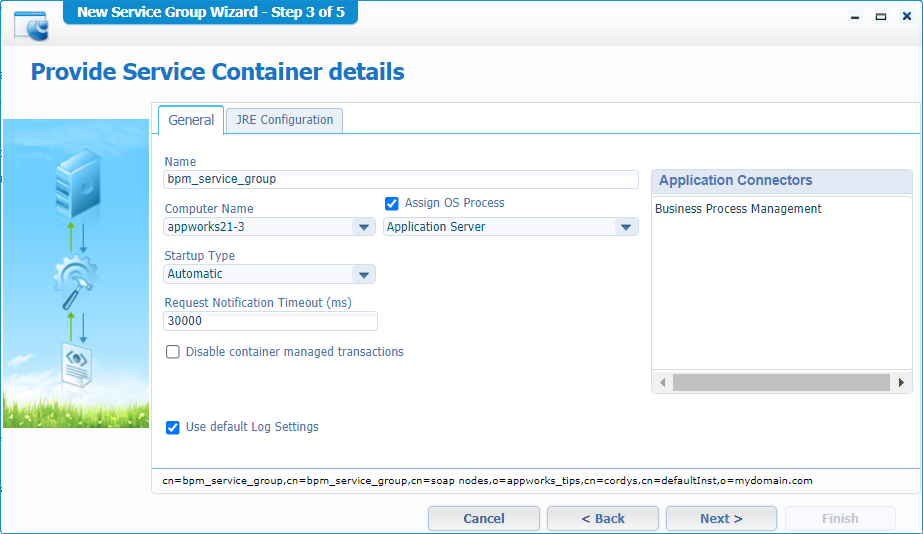 New Service Group Wizard - Step 3 of 5
Provide Service Container details
General
JRE Configuration
Name
bpm_service_group
Computer Name
Assign OS Process
appworks21-3
Application Server
Startup Type
Automatic
Request Notification Timeout (ms)
30000
Disable container managed transactions
Use default Log Settings
Application Connectors
Business Process Management
cn=bpm_service_group,cn=bpm_service_group,cn=soap nodes,o=appworks_tips,cn=cordys,cn=defaultInst,o=mydomain.com
Cancel
< Back
Next >
Finish